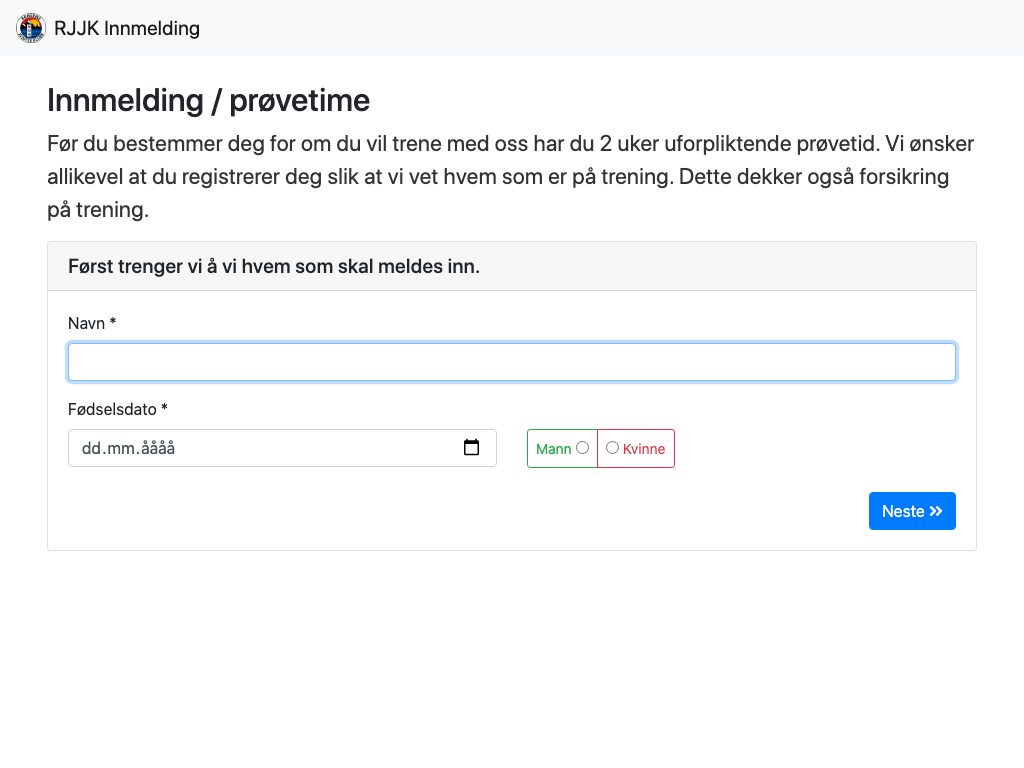 RJJK Innmelding
Innmelding / prøvetime
Før du bestemmer deg for om du vil trene med oss har du 2 uker uforpliktende prøvetid. Vi ønsker
allikevel at du registrerer deg slik at vi vet hvem som er på trening. Dette dekker også forsikring
på trening.
Først trenger vi å vi hvem som skal meldes inn.
Navn *
Fødselsdato *
dd.mm.åååå
Mann
Kvinne
Neste »